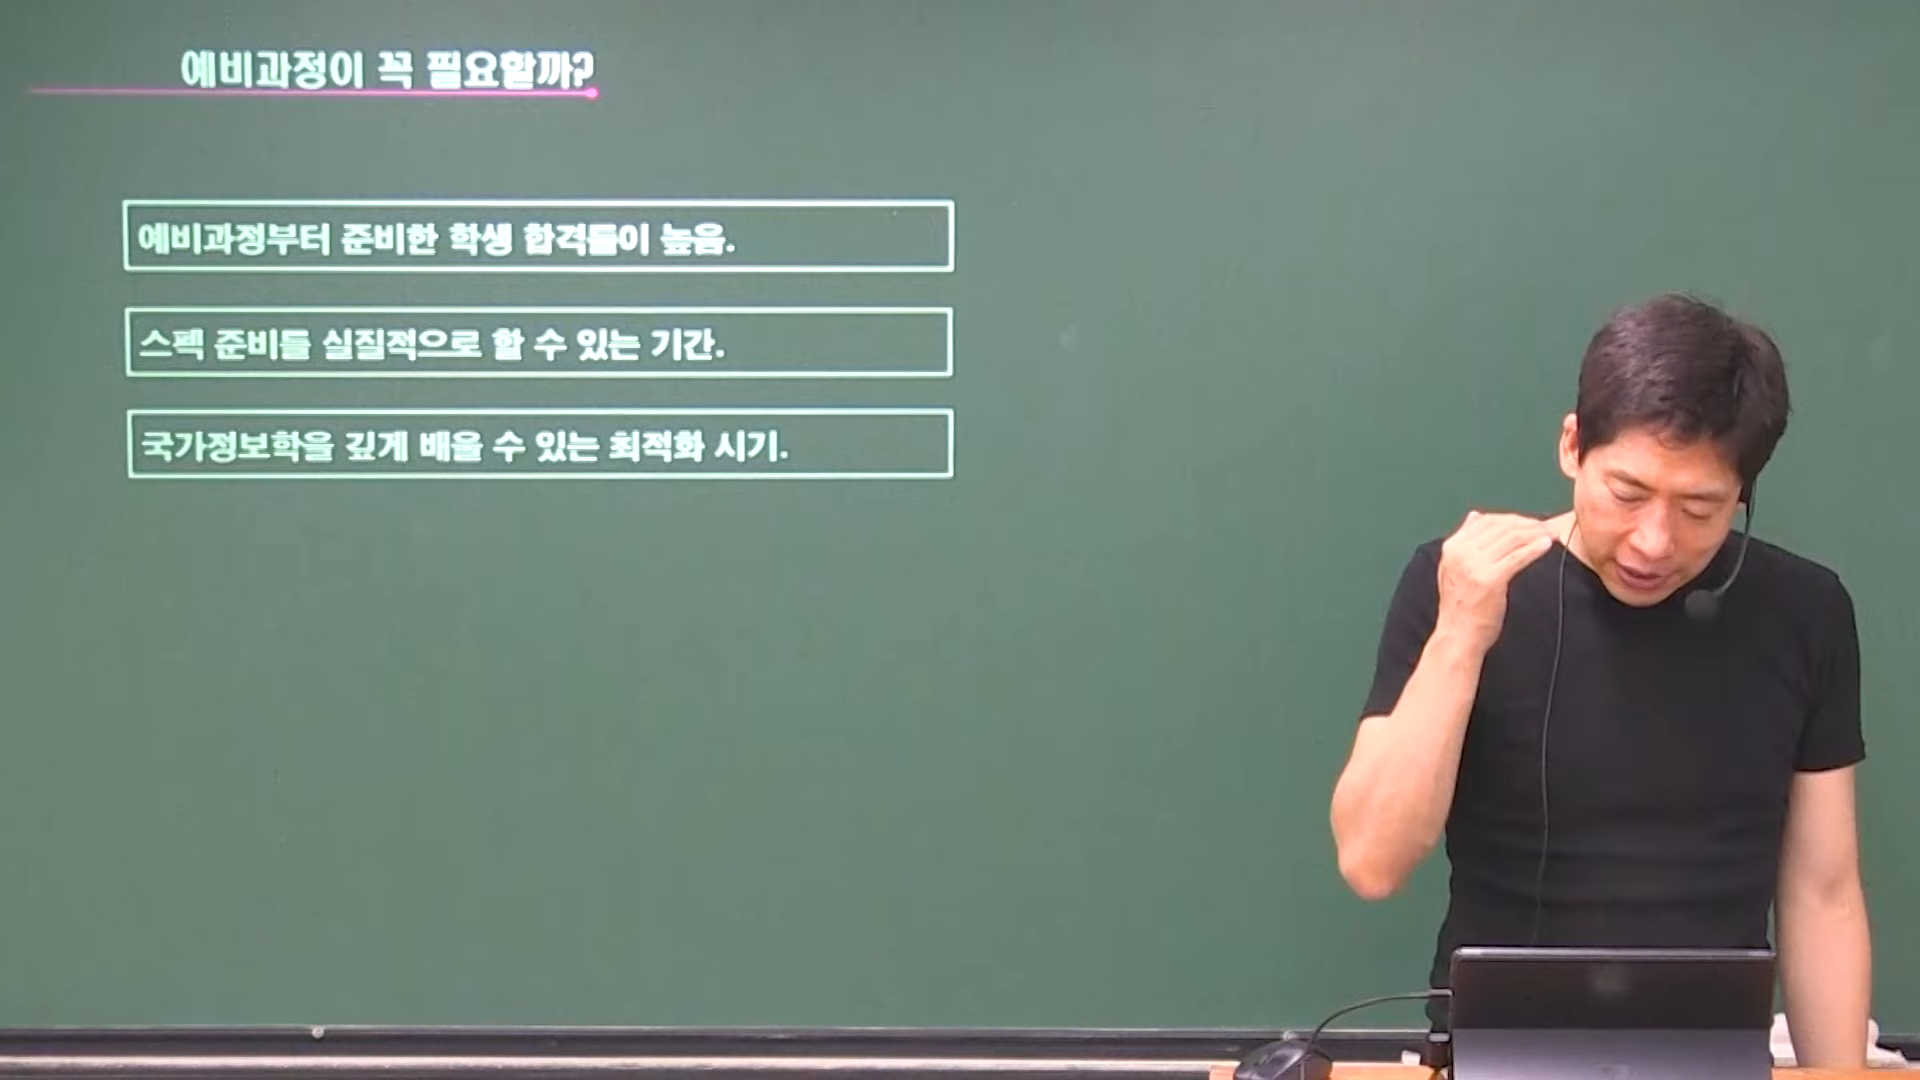 예비과정이 꼭 필요할까?
예비과정부터 준비한 학생 합격률이 높음.
스펙 준비를 실질적으로 할 수 있는 기간.
국가정보학을 깊게 배울 수 있는 최적화 시기.